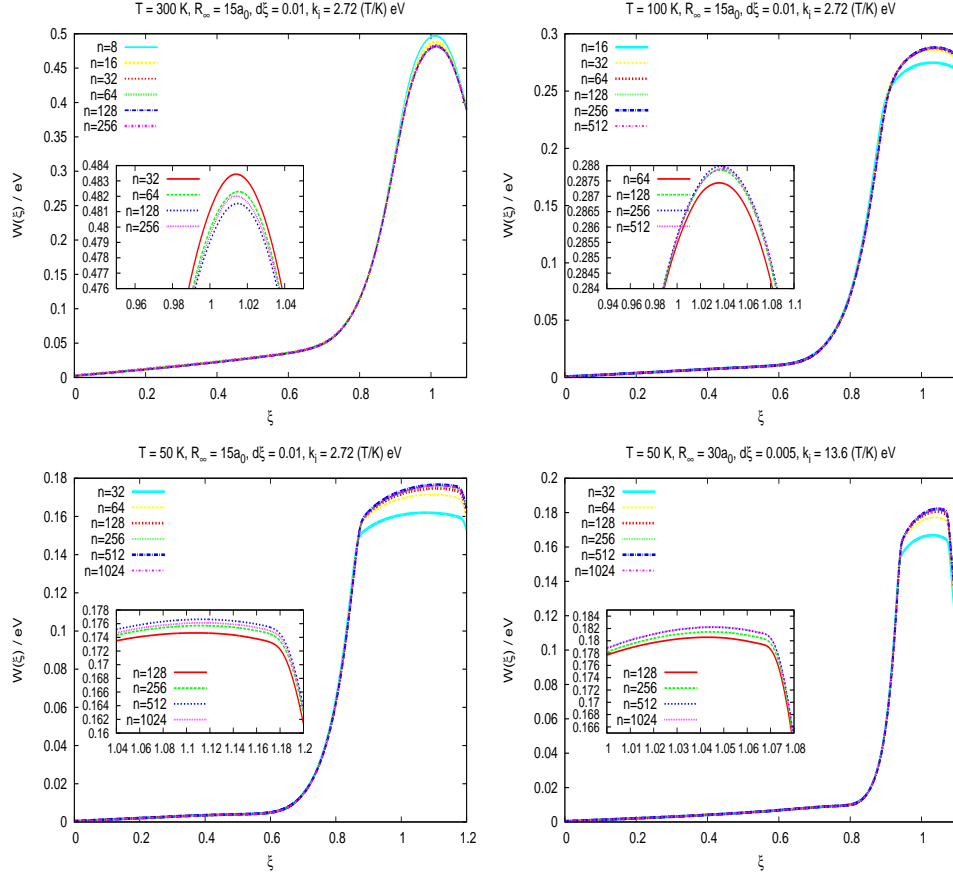 T = 300 K, R∞ = 15a₀, dξ = 0.01, kᵢ = 2.72 (T/K) eV
W(ξ) / eV
0.5
0.45
0.4
0.35
0.3
0.25
0.2
0.15
0.1
0.05
0
n=8
n=16
n=32
n=64
n=128
n=256
0.484
0.483
0.482
0.481
0.48
0.479
0.478
0.477
0.476
n=32
n=64
n=128
n=256
0.96 0.98 1 1.02 1.04
0 0.2 0.4 0.6 0.8 1
ξ
T = 100 K, R∞ = 15a₀, dξ = 0.01, kᵢ = 2.72 (T/K) eV
W(ξ) / eV
0.3
0.25
0.2
0.15
0.1
0.05
0
n=16
n=32
n=64
n=128
n=256
n=512
0.288
0.2875
0.287
0.2865
0.286
0.2855
0.285
0.2845
0.284
n=64
n=128
n=256
n=512
0.94 0.96 0.98 1 1.02 1.04 1.06 1.08 1.1
0 0.2 0.4 0.6 0.8 1
ξ
T = 50 K, R∞ = 15a₀, dξ = 0.01, kᵢ = 2.72 (T/K) eV
W(ξ) / eV
0.18
0.16
0.14
0.12
0.1
0.08
0.06
0.04
0.02
0
n=32
n=64
n=128
n=256
n=512
n=1024
0.178
0.176
0.174
0.172
0.17
0.168
0.166
0.164
0.162
0.16
n=128
n=256
n=512
n=1024
1.04 1.06 1.08 1.1 1.12 1.14 1.16 1.18 1.2
0 0.2 0.4 0.6 0.8 1 1.2
ξ
T = 50 K, R∞ = 30a₀, dξ = 0.005, kᵢ = 13.6 (T/K) eV
W(ξ) / eV
0.2
0.18
0.16
0.14
0.12
0.1
0.08
0.06
0.04
0.02
0
n=32
n=64
n=128
n=256
n=512
n=1024
0.184
0.182
0.18
0.178
0.176
0.174
0.172
0.17
0.168
0.166
n=128
n=256
n=512
n=1024
1 1.01 1.02 1.03 1.04 1.05 1.06 1.07 1.08
0 0.2 0.4 0.6 0.8 1
ξ